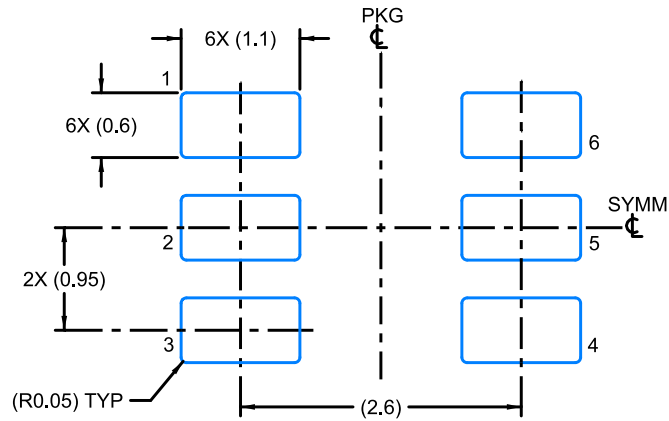 PKG
℄
6X (1.1)
1
6X (0.6)
6
SYMM
℄
2
5
2X (0.95)
3
4
(R0.05) TYP
(2.6)